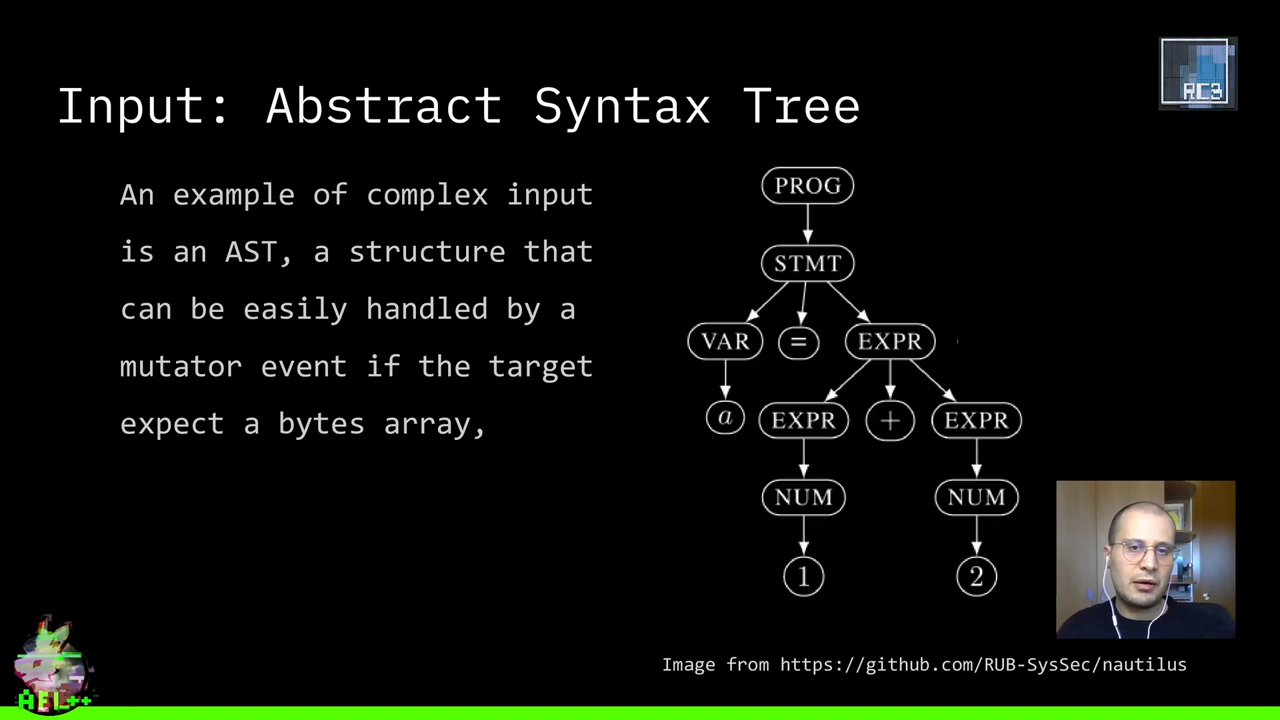 RC3
Input: Abstract Syntax Tree
An example of complex input
is an AST, a structure that
can be easily handled by a
mutator event if the target
expect a bytes array,
PROG
STMT
VAR = EXPR
a EXPR + EXPR
NUM NUM
1 2
Image from https://github.com/RUB-SysSec/nautilus
AFL++